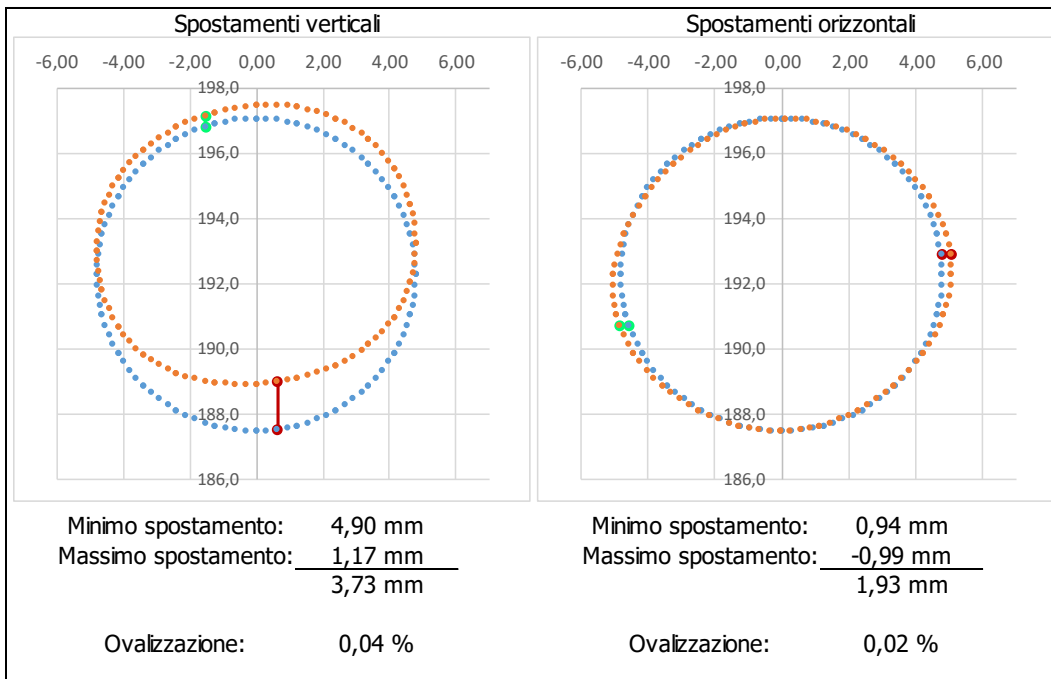 Spostamenti verticali
-6,00 -4,00 -2,00 0,00 2,00 4,00 6,00
198,0
196,0
194,0
192,0
190,0
188,0
186,0
Minimo spostamento: 4,90 mm
Massimo spostamento: 1,17 mm
3,73 mm
Ovalizzazione: 0,04 %
Spostamenti orizzontali
-6,00 -4,00 -2,00 0,00 2,00 4,00 6,00
198,0
196,0
194,0
192,0
190,0
188,0
186,0
Minimo spostamento: 0,94 mm
Massimo spostamento: -0,99 mm
1,93 mm
Ovalizzazione: 0,02 %